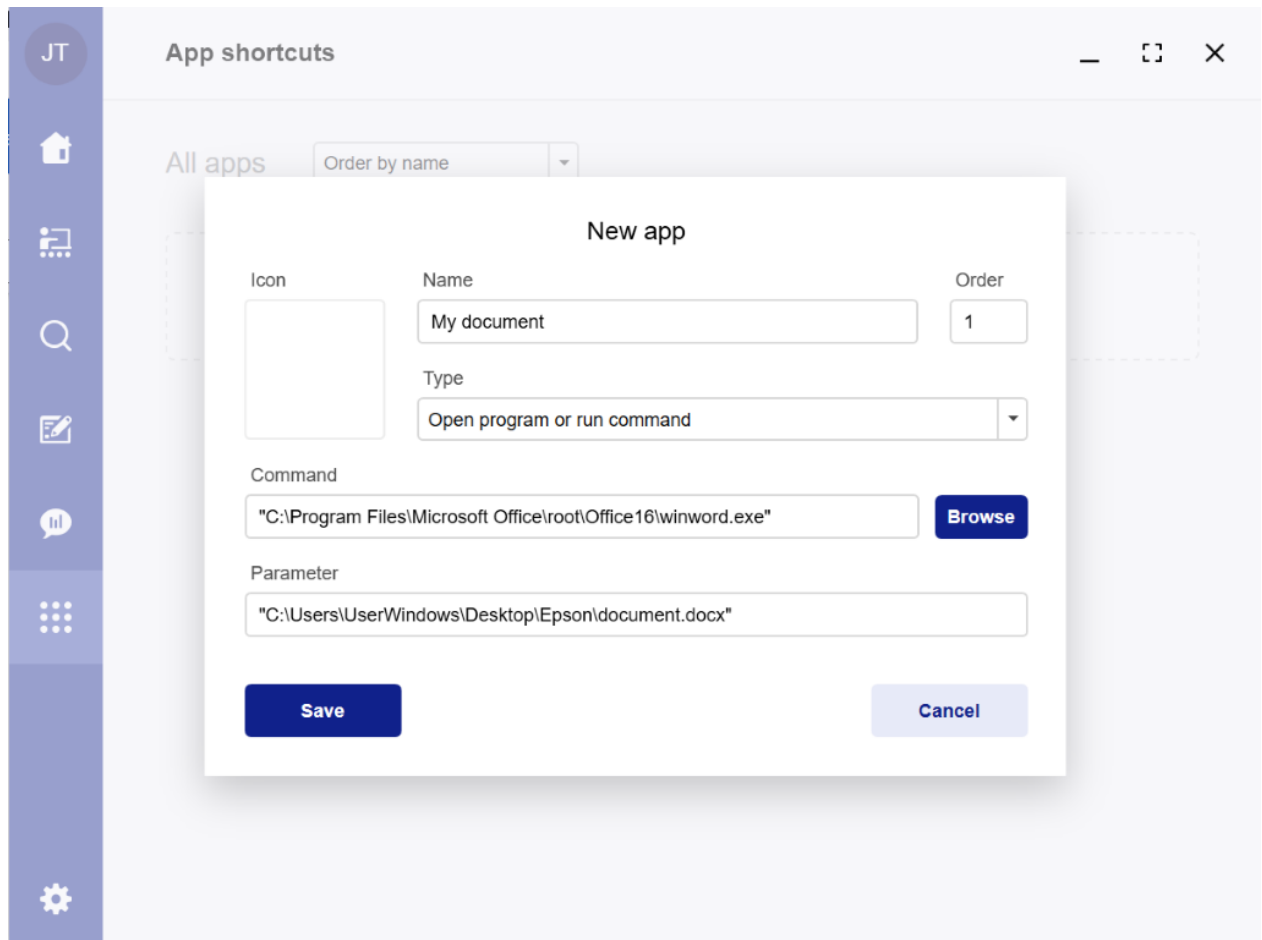 JT
App shortcuts
All apps
Order by name
New app
Icon
Name
Order
My document
1
Type
Open program or run command
Command
"C:\Program Files\Microsoft Office\root\Office16\winword.exe"
Browse
Parameter
"C:\Users\UserWindows\Desktop\Epson\document.docx"
Save
Cancel